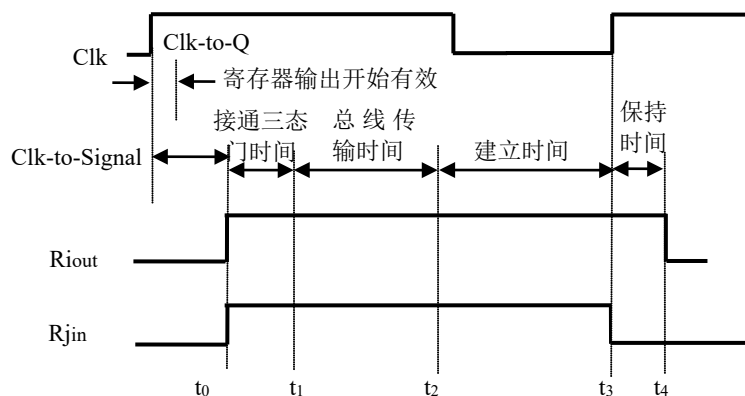 Clk-to-Q
Clk
寄存器输出开始有效
接通三态
门时间
总 线 传
输时间
建立时间
保持
时间
Clk-to-Signal
Riout
Rjin
t0 t1 t2 t3 t4